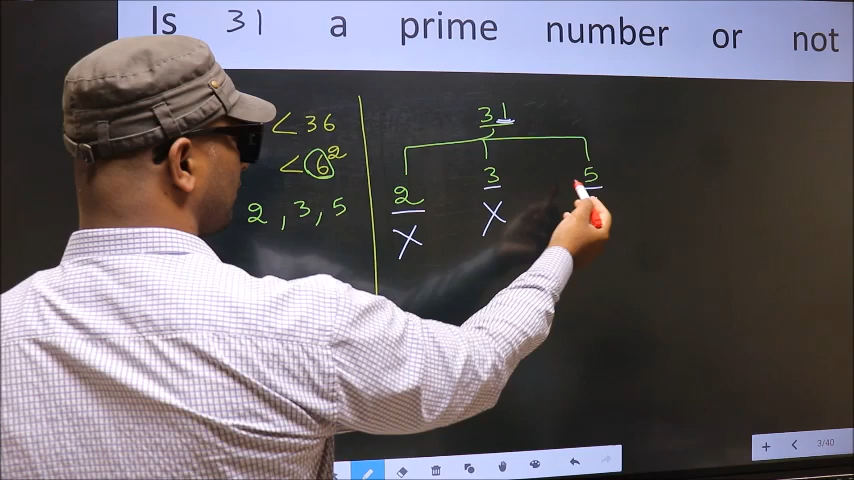 Is 31 a prime number or not
< 36
< 6²
2 , 3 , 5
31
2 3 5
X X
3/40